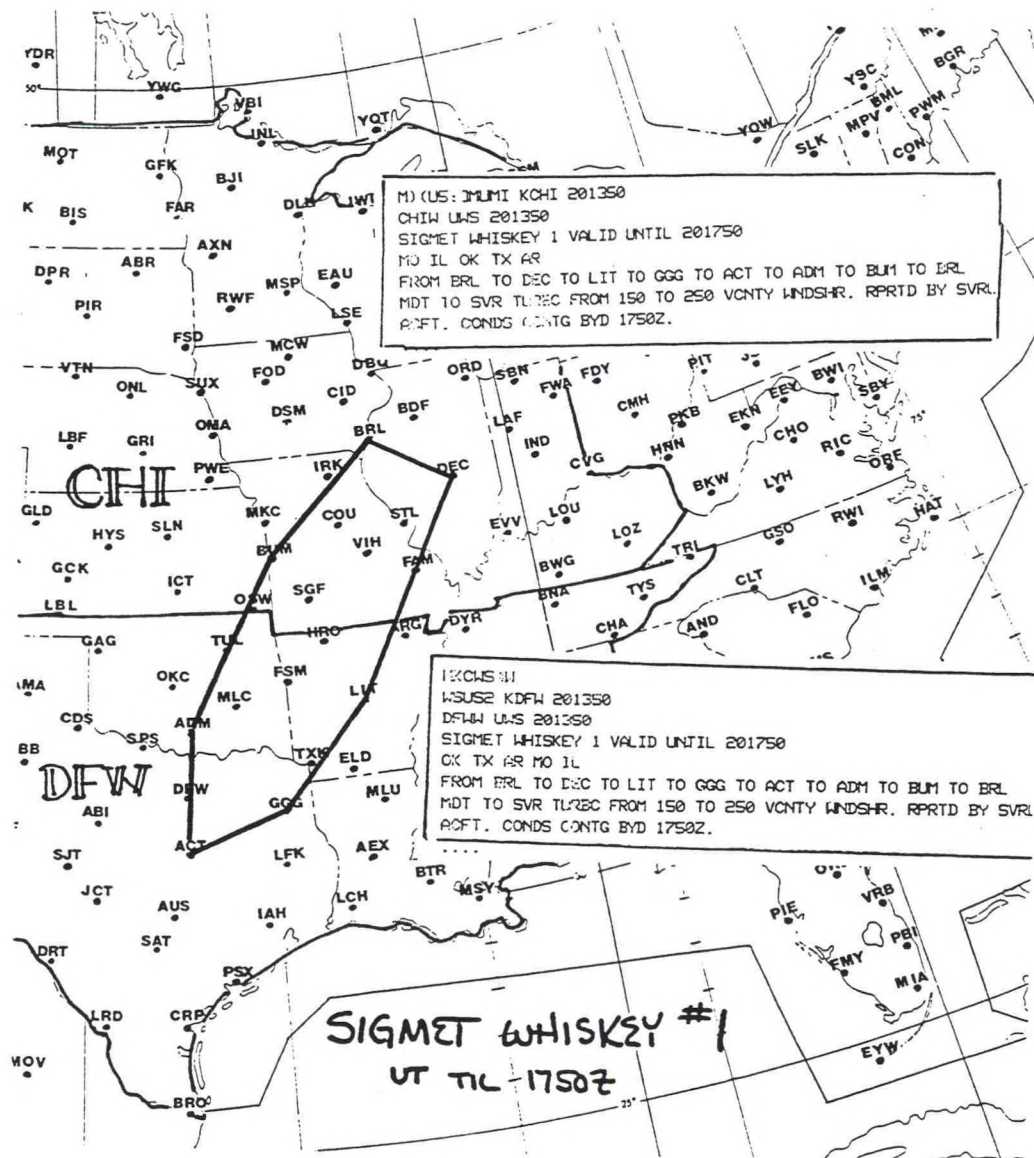 YDR
50°
YWG
VBI
YQT
INL
MOT
GFK
BJI
DLH
IWD
K
BIS
FAR
AXN
DPR
ABR
MSP
EAU
PIR
RWF
LSE
FSD
MCW
YSC
BGR
BML
YOW
MPV
PWM
SLK
CON
CHIW UWS 201350
SIGMET WHISKEY 1 VALID UNTIL 201750
MO IL OK TX AR
FROM BRL TO DEC TO LIT TO GGG TO ACT TO ADM TO BUM TO BRL
MDT TO SVR TURBC FROM 150 TO 250 VCNTY WNDSHR. RPRTD BY SVRL
ACFT. CONDS CONTG BYD 1750Z.
VTN
ONL
SUX
FOD
DBQ
ORD
SBN
FWA
FDY
PIT
BWI
SBY
75°
CID
DSM
BDF
LAF
CMH
PKB
EKN
LBF
GRI
OMA
BRL
IND
HNN
CHO
RIC
ORF
PWE
IRK
DEC
CVG
BKW
LYH
CHI
GLD
HYS
SLN
MKC
COU
STL
EVV
LOU
LOZ
GSO
RWI
HAT
BUM
VIH
FAM
BWG
TRI
GCK
ICT
SGF
TYS
CLT
ILM
LBL
OSW
BNA
FLO
GAG
TUL
HRO
ARG
DYR
CHA
AND
OKC
MLC
FSM
LIT
CDS
SPS
ADM
TXK
ELD
BB
DFW
DFW
ABI
GGG
MLU
WSUS2 KDFW 201350
DFWW UWS 201350
SIGMET WHISKEY 1 VALID UNTIL 201750
OK TX AR MO IL
FROM BRL TO DEC TO LIT TO GGG TO ACT TO ADM TO BUM TO BRL
MDT TO SVR TURBC FROM 150 TO 250 VCNTY WNDSHR. RPRTD BY SVRL
ACFT. CONDS CONTG BYD 1750Z.
SJT
ACT
LFK
AEX
BTR
MSY
JCT
AUS
IAH
LCH
PIE
VRB
DRT
SAT
PSX
FMY
PBI
MIA
LRD
CRP
EYW
MOV
BRO
25°
SIGMET WHISKEY #1
UT TIL-1750Z